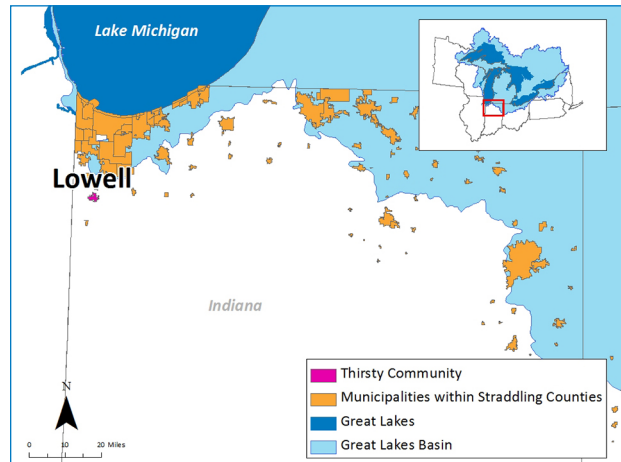 Lake Michigan
Lowell
Indiana
Thirsty Community
Municipalities within Straddling Counties
Great Lakes
Great Lakes Basin
N
0 10 20 Miles